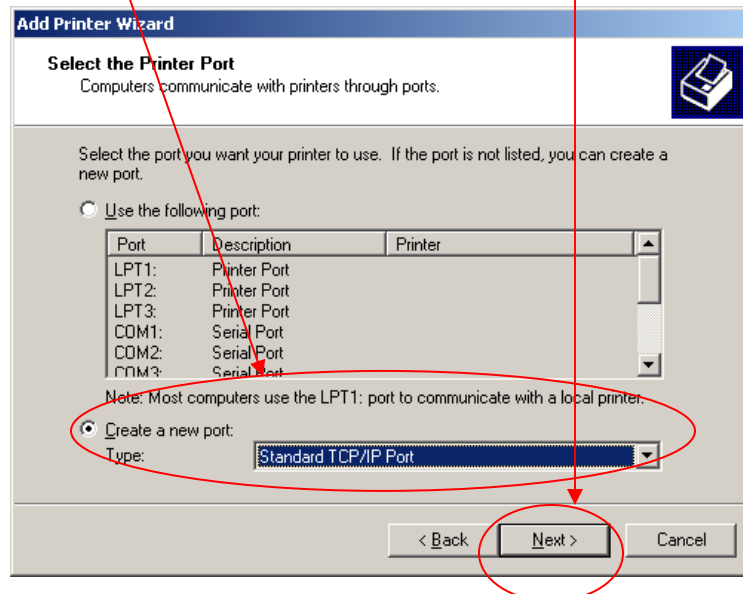 Add Printer Wizard
Select the Printer Port
Computers communicate with printers through ports.
Select the port you want your printer to use. If the port is not listed, you can create a
new port.
Use the following port:
Port Description Printer
LPT1: Printer Port
LPT2: Printer Port
LPT3: Printer Port
COM1: Serial Port
COM2: Serial Port
COM3: Serial Port
Note: Most computers use the LPT1: port to communicate with a local printer.
Create a new port:
Type: Standard TCP/IP Port
< Back Next > Cancel